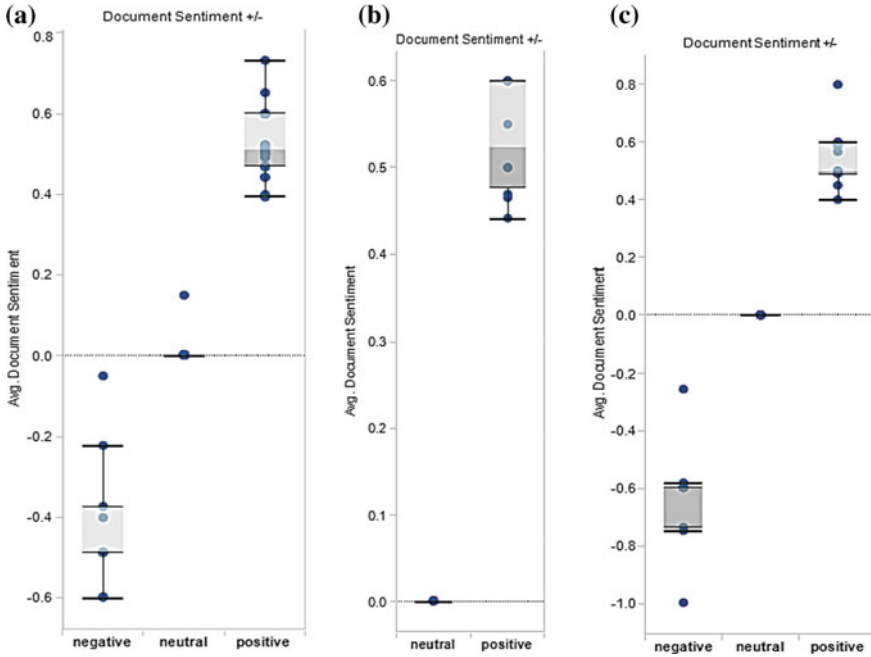 (a)
Document Sentiment +/-
Avg. Document Sentiment
0.8
0.6
0.4
0.2
0.0
-0.2
-0.4
-0.6
negative neutral positive
(b)
Document Sentiment +/-
Avg. Document Sentiment
0.6
0.5
0.4
0.3
0.2
0.1
0.0
neutral positive
(c)
Document Sentiment +/-
Avg. Document Sentiment
0.8
0.6
0.4
0.2
0.0
-0.2
-0.4
-0.6
-0.8
-1.0
negative neutral positive